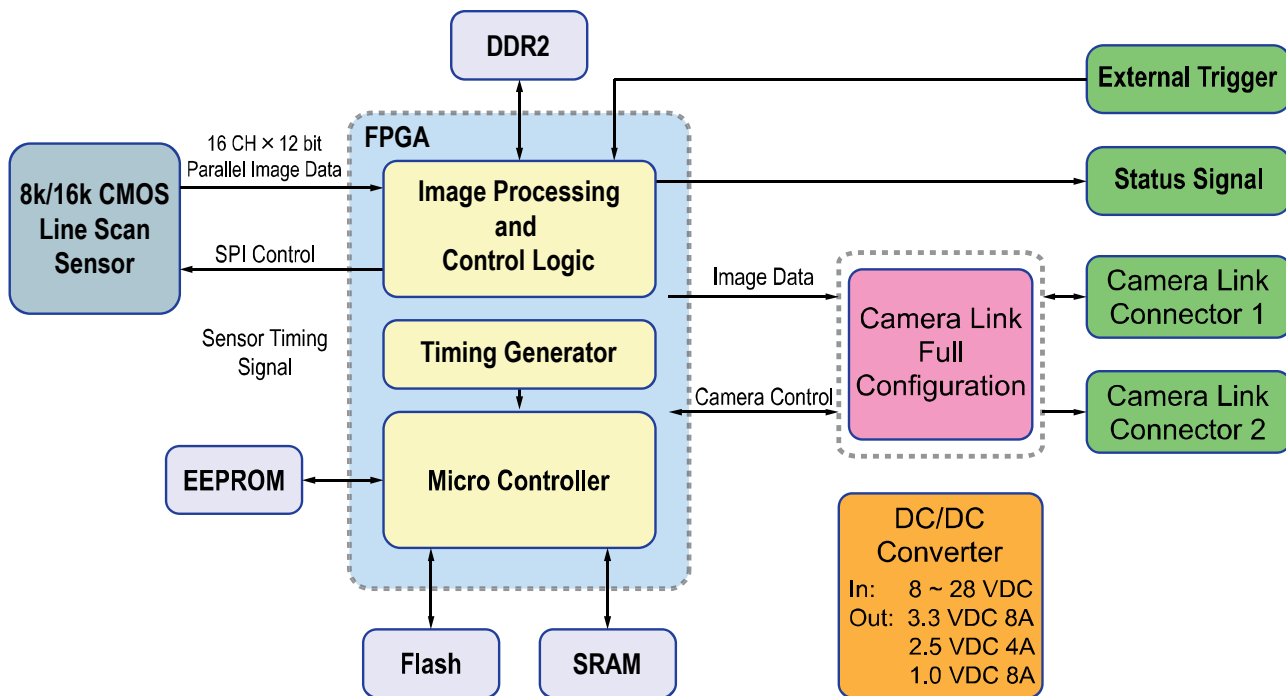 DDR2
External Trigger
FPGA
16 CH × 12 bit
Parallel Image Data
8k/16k CMOS
Line Scan
Sensor
Image Processing
and
Control Logic
Status Signal
SPI Control
Image Data
Camera Link
Full
Configuration
Camera Link
Connector 1
Sensor Timing
Signal
Timing Generator
Camera Control
Camera Link
Connector 2
EEPROM
Micro Controller
DC/DC
Converter
In: 8 ~ 28 VDC
Out: 3.3 VDC 8A
2.5 VDC 4A
1.0 VDC 8A
Flash
SRAM